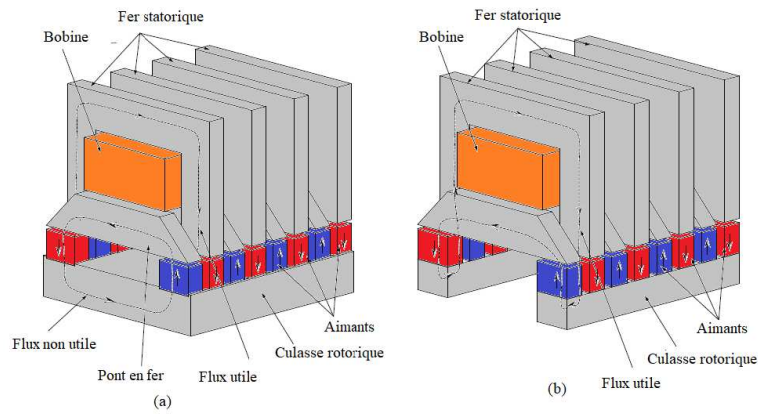 Fer statorique
Bobine
Aimants
Culasse rotorique
Flux utile
Pont en fer
Flux non utile
(a)
Fer statorique
Bobine
Aimants
Culasse rotorique
Flux utile
(b)